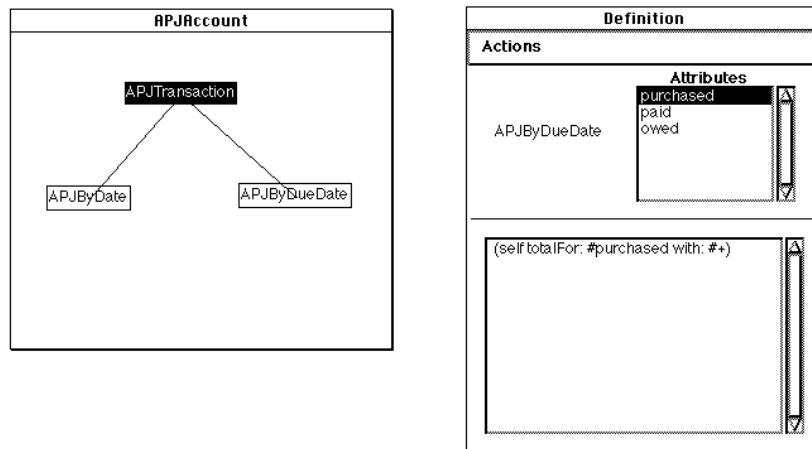 APJAccount
APJTransaction
APJByDate
APJByDueDate
Definition
Actions
Attributes
purchased
paid
owed
APJByDueDate
(self totalFor: #purchased with: #+)